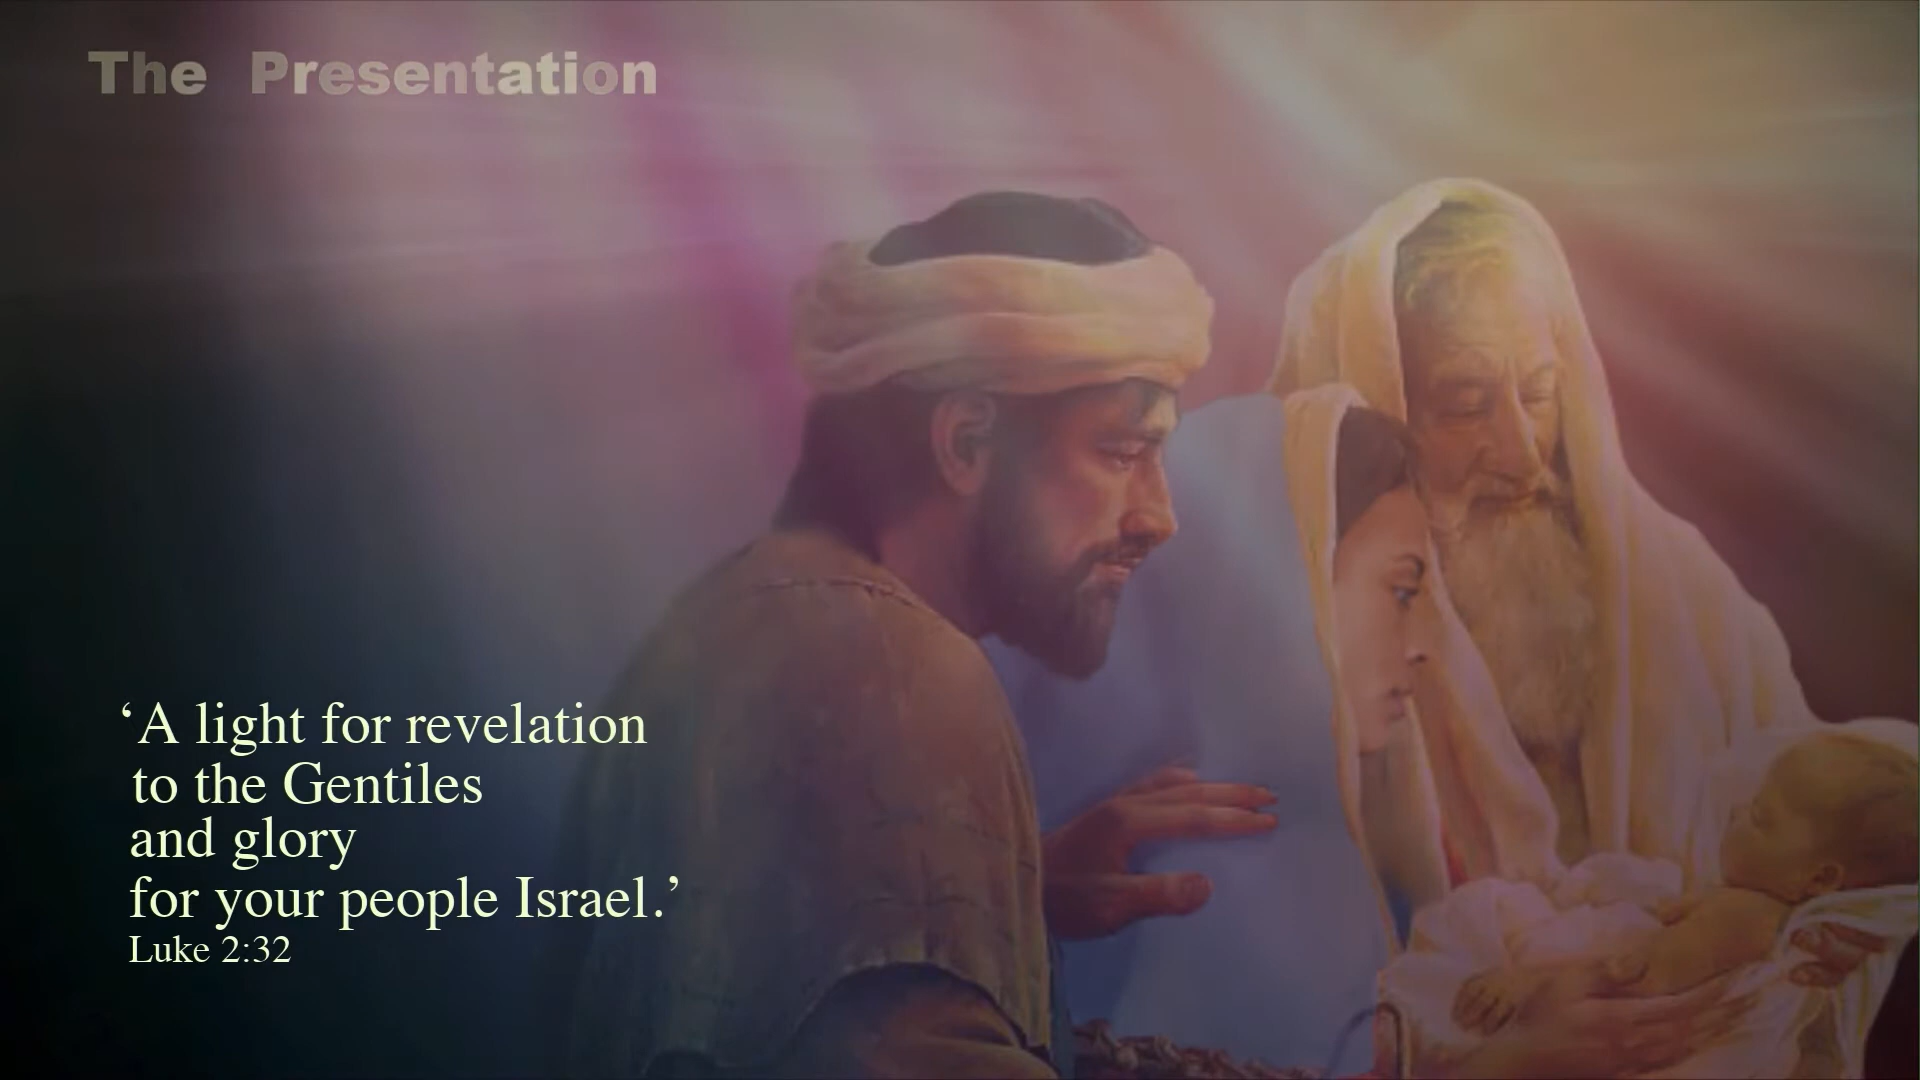 The Presentation
‘A light for revelation
to the Gentiles
and glory
for your people Israel.’
Luke 2:32